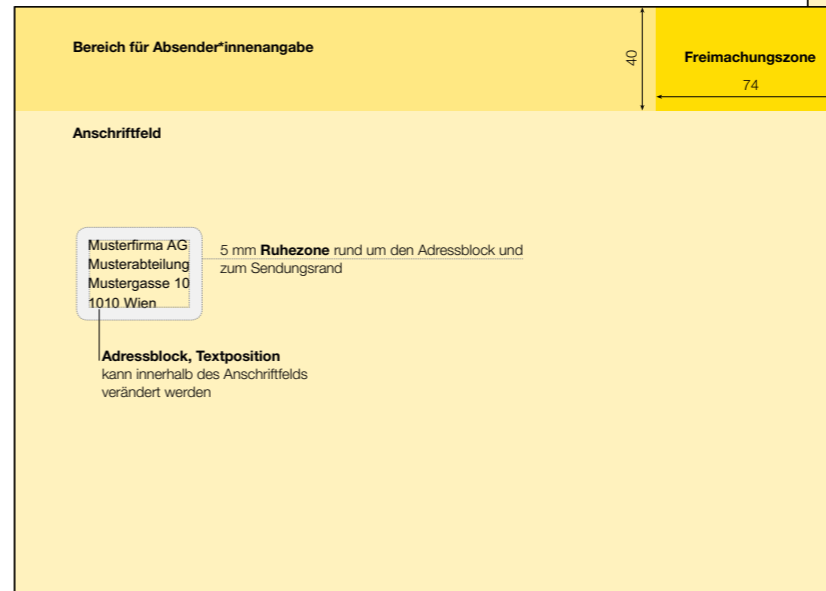 Bereich für Absender*innenangabe
40
Freimachungszone
74
Anschriftfeld
Musterfirma AG
Musterabteilung
Mustergasse 10
1010 Wien
5 mm Ruhezone rund um den Adressblock und
zum Sendungsrand
Adressblock, Textposition
kann innerhalb des Anschriftfelds
verändert werden